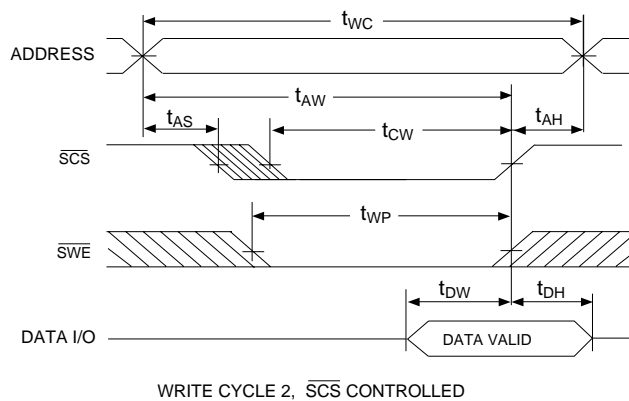 tWC
ADDRESS
tAW
tAS
tCW
tAH
SCS
tWP
SWE
tDW
tDH
DATA I/O
DATA VALID
WRITE CYCLE 2, SCS CONTROLLED